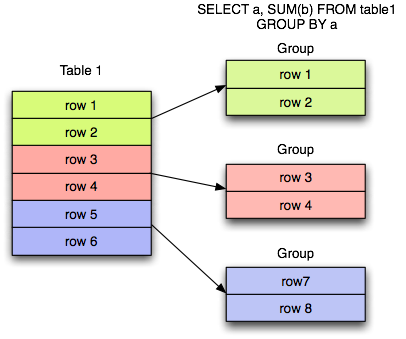 SELECT a, SUM(b) FROM table1
GROUP BY a
Table 1
row 1
row 2
row 3
row 4
row 5
row 6
Group
row 1
row 2
Group
row 3
row 4
Group
row7
row 8